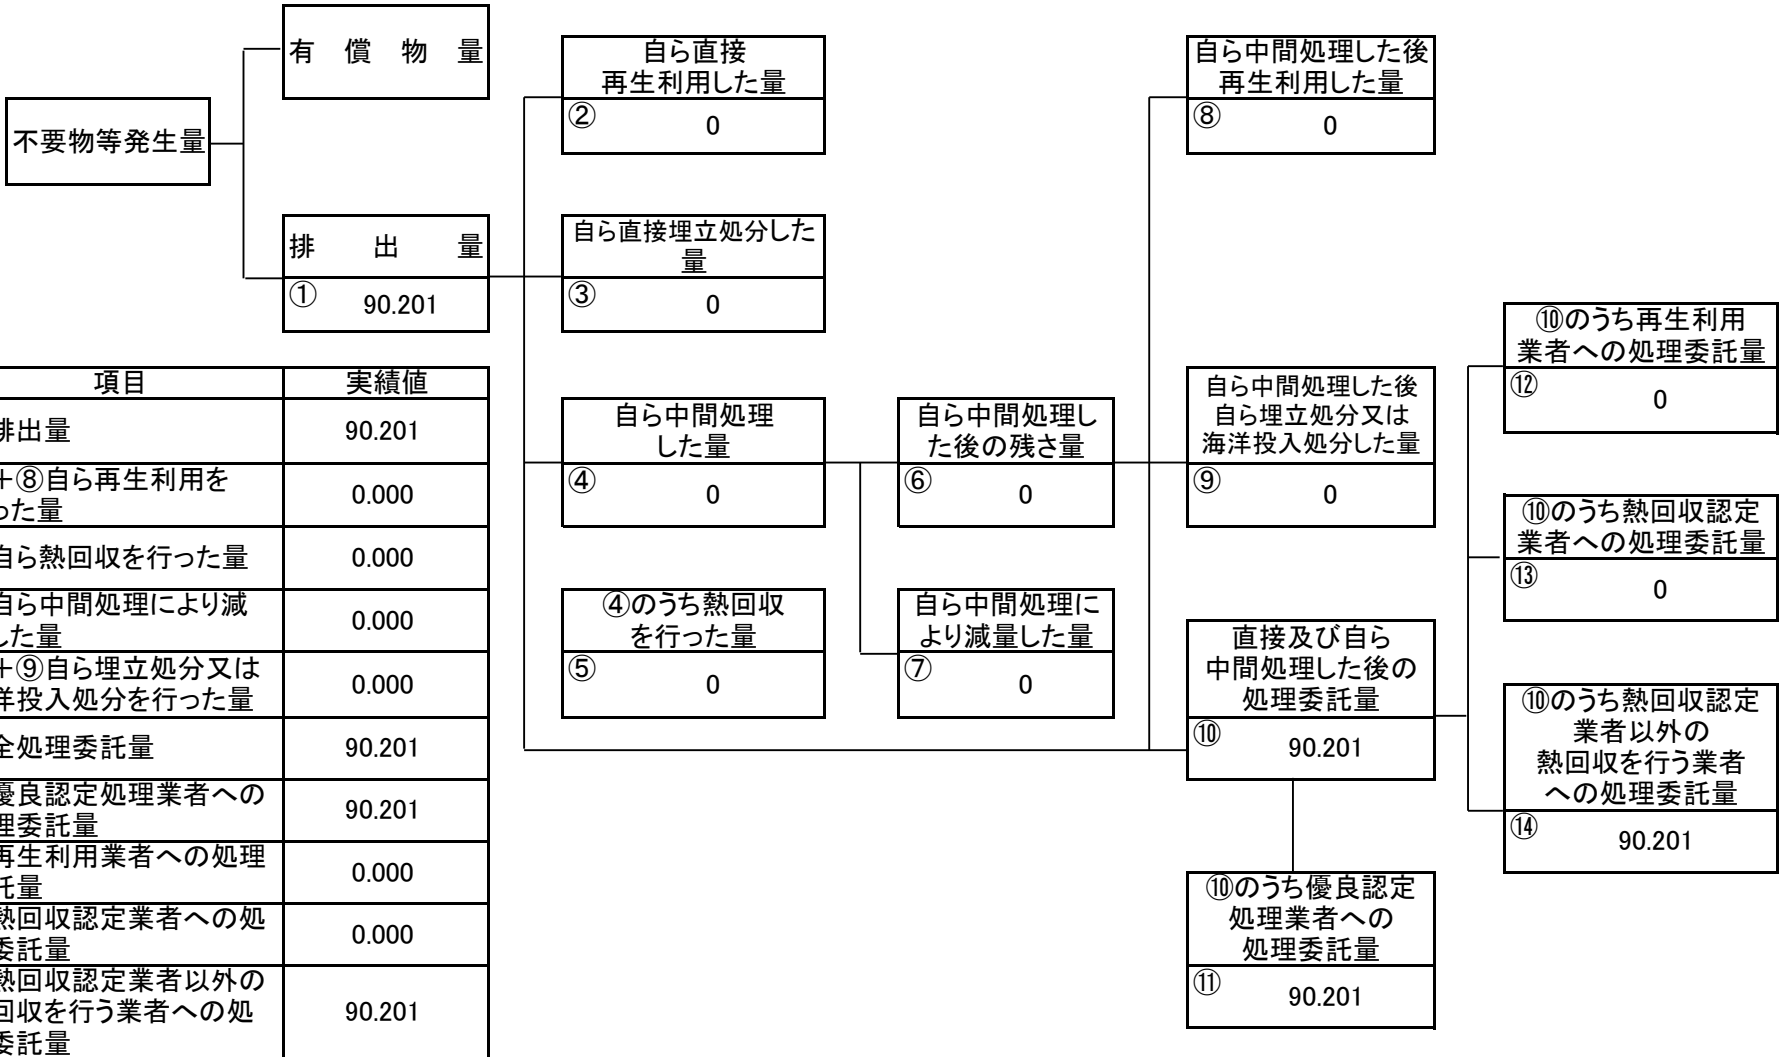 有償物量
不要物等発生量
排出量
① 90.201
自ら直接
再生利用した量
② 0
自ら直接埋立処分した
量
③ 0
自ら中間処理
した量
④ 0
④のうち熱回収
を行った量
⑤ 0
自ら中間処理し
た後の残さ量
⑥ 0
自ら中間処理に
より減量した量
⑦ 0
自ら中間処理した後
再生利用した量
⑧ 0
自ら中間処理した後
自ら埋立処分又は
海洋投入処分した量
⑨ 0
直接及び自ら
中間処理した後の
処理委託量
⑩ 90.201
⑩のうち優良認定
処理業者への
処理委託量
⑪ 90.201
⑩のうち再生利用
業者への処理委託量
⑫ 0
⑩のうち熱回収認定
業者への処理委託量
⑬ 0
⑩のうち熱回収認定
業者以外の
熱回収を行う業者
への処理委託量
⑭ 90.201
項目 実績値
排出量 90.201
+⑧自ら再生利用を
った量 0.000
自ら熱回収を行った量 0.000
自ら中間処理により減
した量 0.000
+⑨自ら埋立処分又は
洋投入処分を行った量 0.000
全処理委託量 90.201
優良認定処理業者への
理委託量 90.201
再生利用業者への処理
託量 0.000
熱回収認定業者への処
委託量 0.000
熱回収認定業者以外の
回収を行う業者への処
委託量 90.201